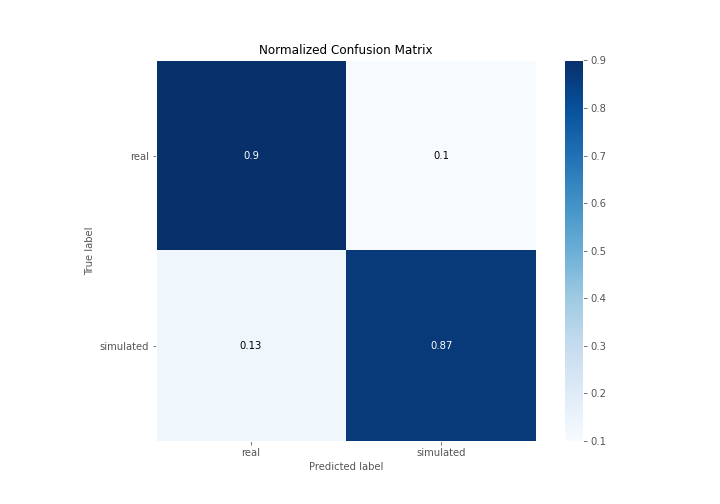 Normalized Confusion Matrix
True label
real
simulated
0.9
0.1
0.13
0.87
real
simulated
Predicted label
0.9
0.8
0.7
0.6
0.5
0.4
0.3
0.2
0.1